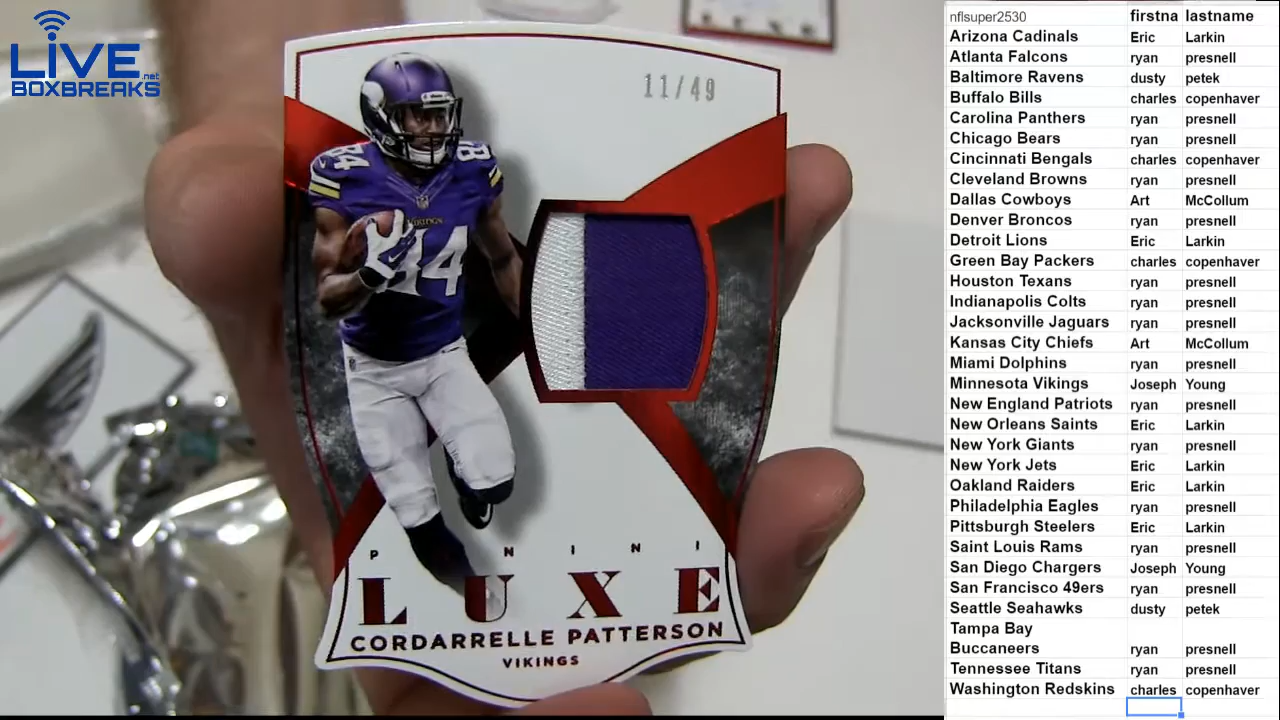 LIVE.net
BOXBREAKS
11/49
84
84
VIKINGS
84
PANINI
LUXE
CORDARRELLE PATTERSON
VIKINGS
nflsuper2530 firstna lastname
Arizona Cadinals Eric Larkin
Atlanta Falcons ryan presnell
Baltimore Ravens dusty petek
Buffalo Bills charles copenhaver
Carolina Panthers ryan presnell
Chicago Bears ryan presnell
Cincinnati Bengals charles copenhaver
Cleveland Browns ryan presnell
Dallas Cowboys Art McCollum
Denver Broncos ryan presnell
Detroit Lions Eric Larkin
Green Bay Packers charles copenhaver
Houston Texans ryan presnell
Indianapolis Colts ryan presnell
Jacksonville Jaguars ryan presnell
Kansas City Chiefs Art McCollum
Miami Dolphins ryan presnell
Minnesota Vikings Joseph Young
New England Patriots ryan presnell
New Orleans Saints Eric Larkin
New York Giants ryan presnell
New York Jets Eric Larkin
Oakland Raiders Eric Larkin
Philadelphia Eagles ryan presnell
Pittsburgh Steelers Eric Larkin
Saint Louis Rams ryan presnell
San Diego Chargers Joseph Young
San Francisco 49ers ryan presnell
Seattle Seahawks dusty petek
Tampa Bay
Buccaneers ryan presnell
Tennessee Titans ryan presnell
Washington Redskins charles copenhaver